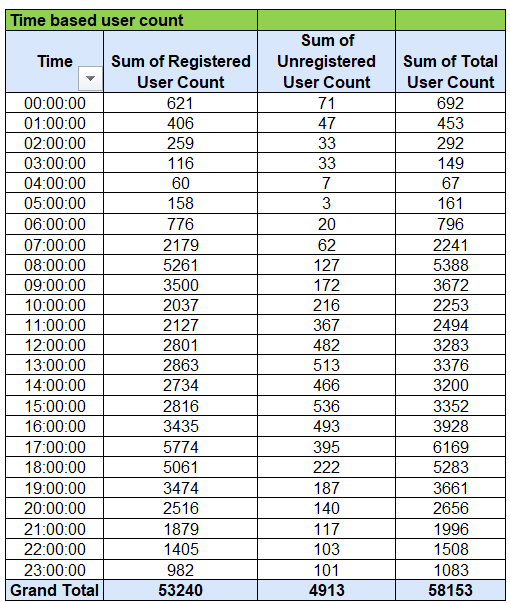 Time based user count
Time Sum of Registered User Count Sum of Unregistered User Count Sum of Total User Count
00:00:00 621 71 692
01:00:00 406 47 453
02:00:00 259 33 292
03:00:00 116 33 149
04:00:00 60 7 67
05:00:00 158 3 161
06:00:00 776 20 796
07:00:00 2179 62 2241
08:00:00 5261 127 5388
09:00:00 3500 172 3672
10:00:00 2037 216 2253
11:00:00 2127 367 2494
12:00:00 2801 482 3283
13:00:00 2863 513 3376
14:00:00 2734 466 3200
15:00:00 2816 536 3352
16:00:00 3435 493 3928
17:00:00 5774 395 6169
18:00:00 5061 222 5283
19:00:00 3474 187 3661
20:00:00 2516 140 2656
21:00:00 1879 117 1996
22:00:00 1405 103 1508
23:00:00 982 101 1083
Grand Total 53240 4913 58153